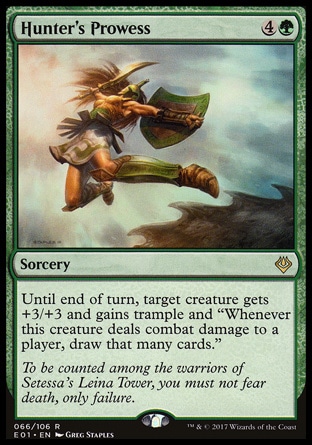 Hunter's Prowess 4
Sorcery
Until end of turn, target creature gets
+3/+3 and gains trample and “Whenever
this creature deals combat damage to a
player, draw that many cards.”
To be counted among the warriors of
Setessa's Leina Tower, you must not fear
death, only failure.
066/106 R
E01 • EN GREG STAPLES
™ & © 2017 Wizards of the Coast